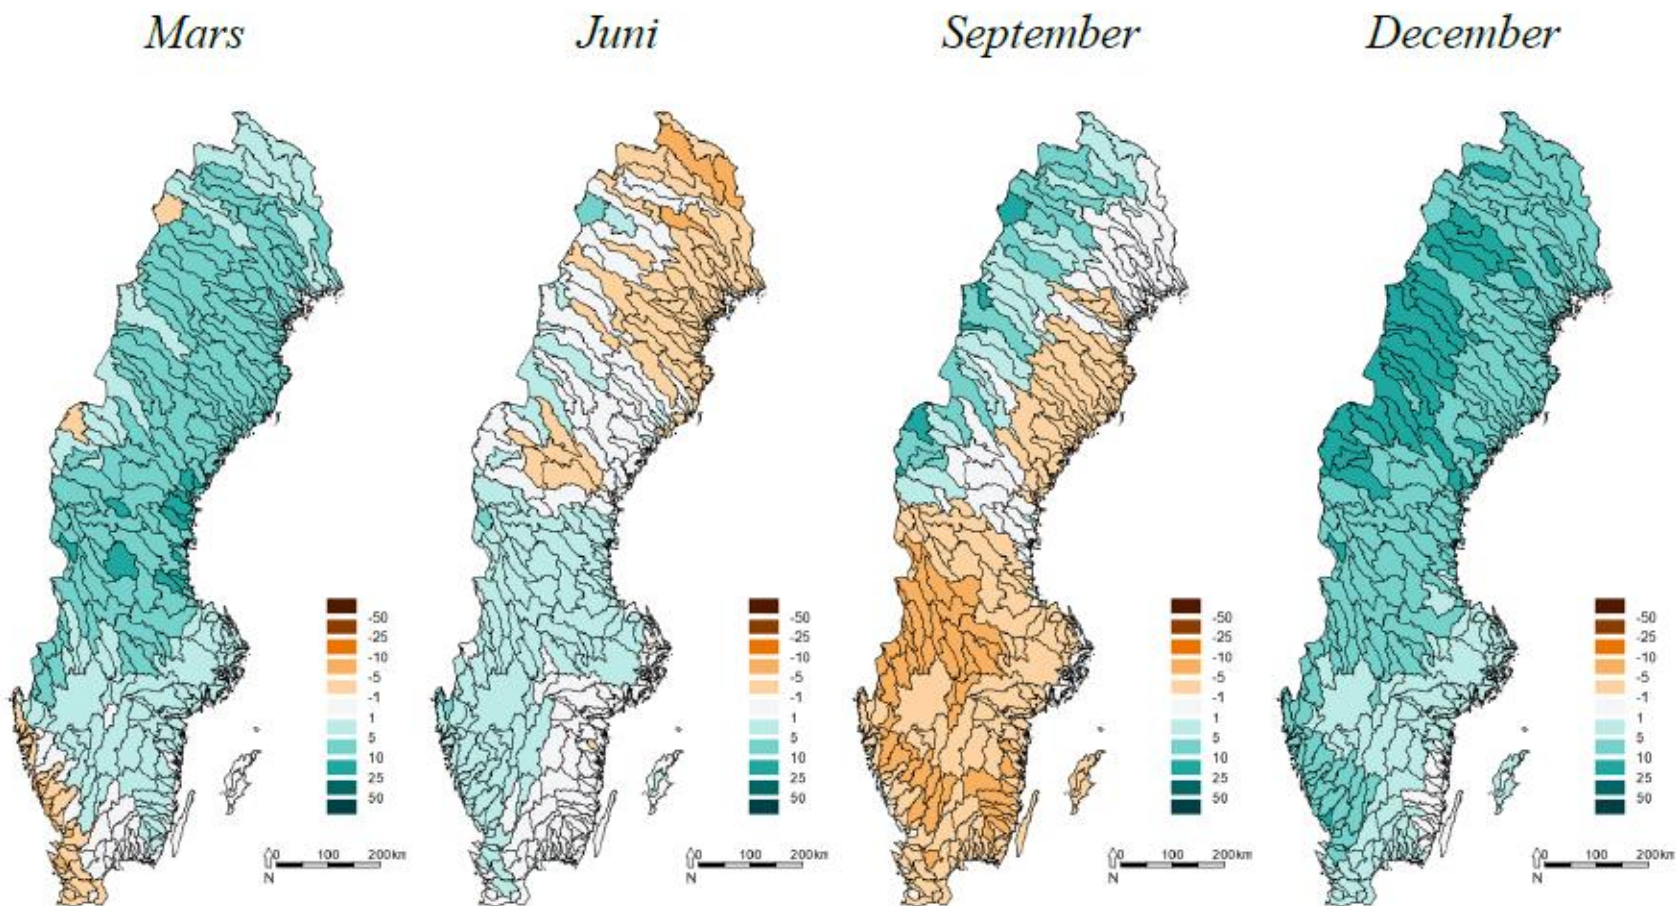 Mars Juni September December
-50 -50 -50 -50
-25 -25 -25 -25
-10 -10 -10 -10
-5 -5 -5 -5
-1 -1 -1 -1
1 1 1 1
5 5 5 5
10 10 10 10
25 25 25 25
50 50 50 50
0 100 200km 0 100 200km 0 100 200km 0 100 200km
N N N N